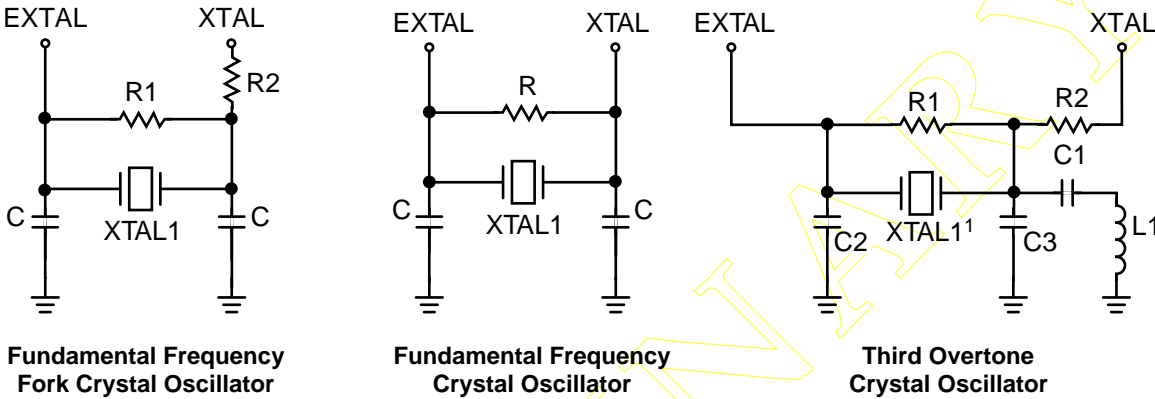 EXTAL XTAL
R2
R1
C C
XTAL1
Fundamental Frequency
Fork Crystal Oscillator
EXTAL XTAL
R
C C
XTAL1
Fundamental Frequency
Crystal Oscillator
EXTAL XTAL
R1 R2
C1
L1
C2 XTAL1¹ C3
Third Overtone
Crystal Oscillator